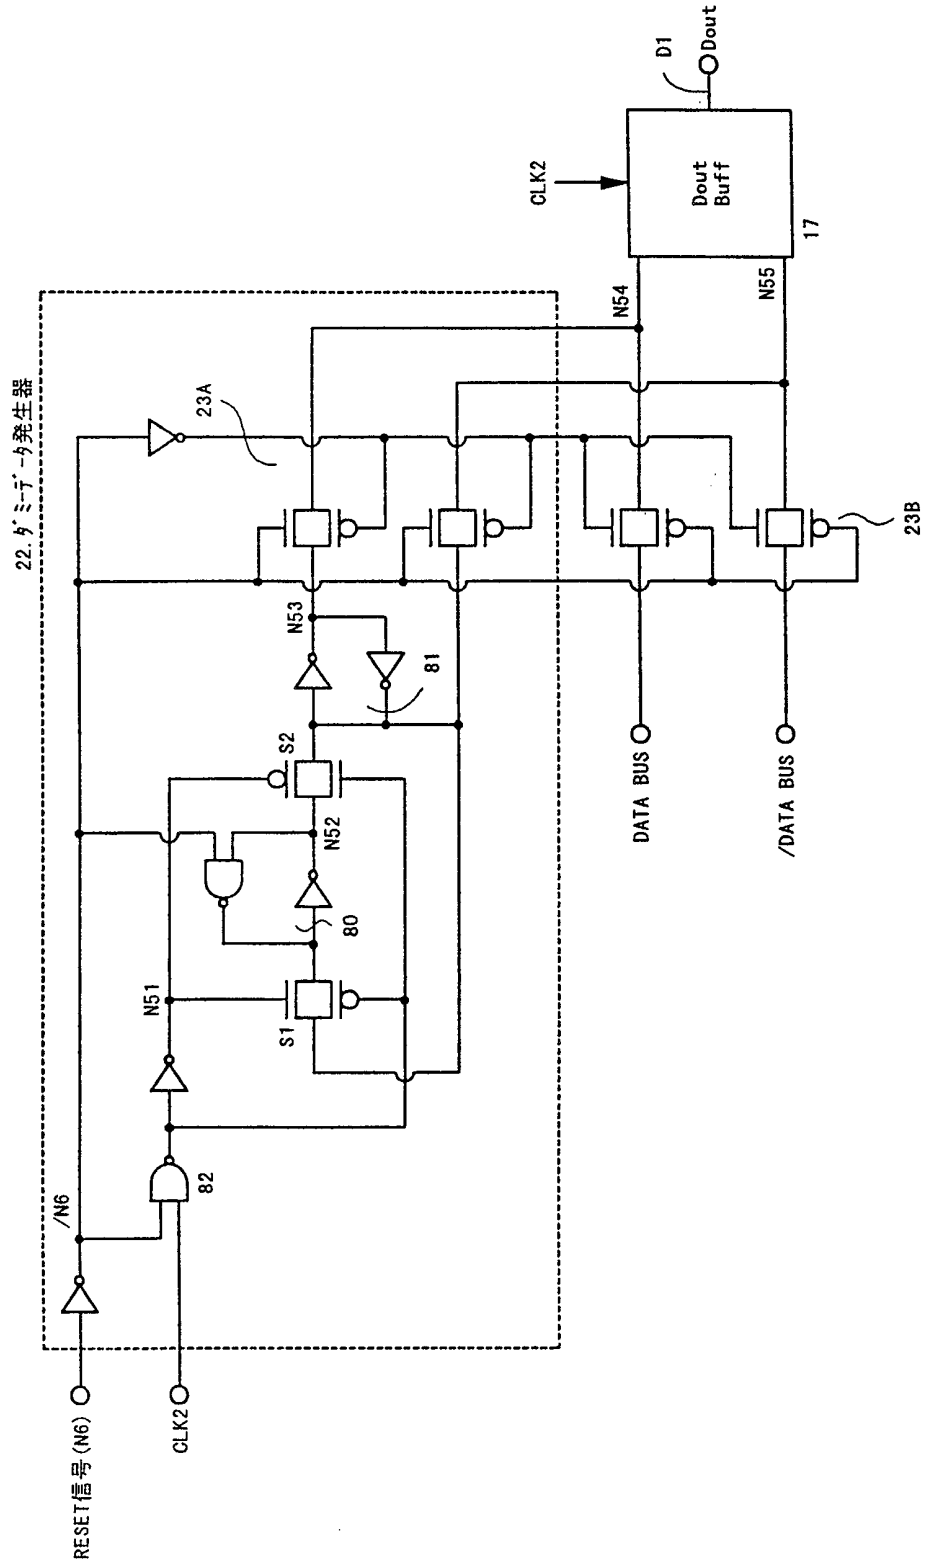 22.ダミーデータ発生器
RESET信号(N6)
/N6
CLK2
82
N51
S1
80
N52
S2
81
N53
23A
23B
DATA BUS
/DATA BUS
N54
N55
CLK2
Dout
Buff
17
D1
Dout